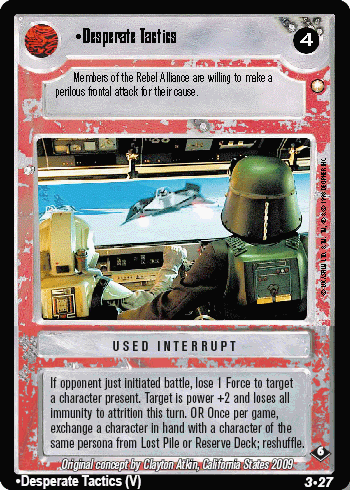 •Desperate Tactics
4
Members of the Rebel Alliance are willing to make a
perilous frontal attack for their cause.
USED INTERRUPT
If opponent just initiated battle, lose 1 Force to target
a character present. Target is power +2 and loses all
immunity to attrition this turn. OR Once per game,
exchange a character in hand with a character of the
same persona from Lost Pile or Reserve Deck; reshuffle.
6
Original concept by Clayton Atkin, California States 2009
•Desperate Tactics (V)
3•27